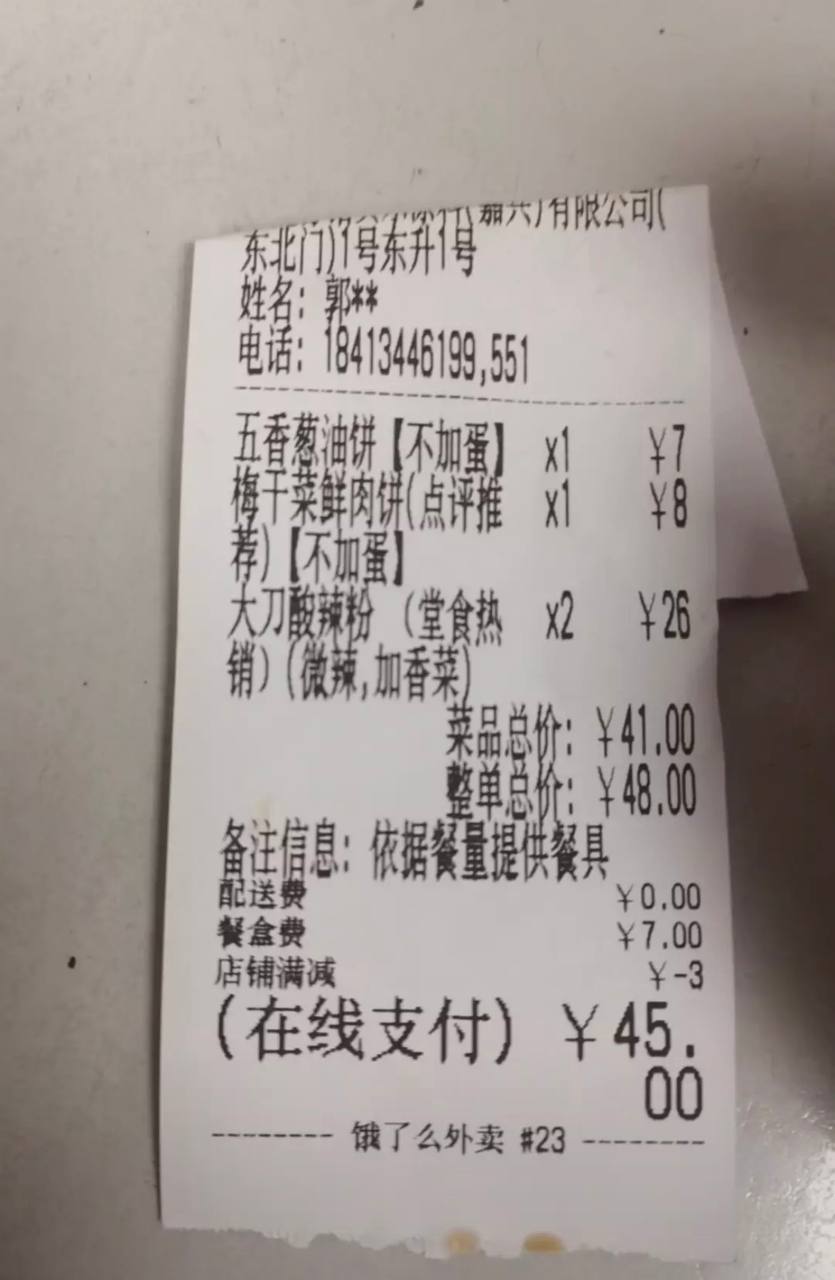 (嘉兴)有限公司(
东北门)1号东升1号
姓名: 郭**
电话: 18413446199,551
五香葱油饼【不加蛋】 x1 ￥7
梅干菜鲜肉饼(点评推 x1 ￥8
荐)【不加蛋】
大刀酸辣粉 (堂食热 x2 ￥26
销)(微辣,加香菜)
菜品总价: ￥41.00
整单总价: ￥48.00
备注信息: 依据餐量提供餐具
配送费 ￥0.00
餐盒费 ￥7.00
店铺满减 ￥-3
(在线支付) ￥45.
00
-------- 饿了么外卖 #23 --------